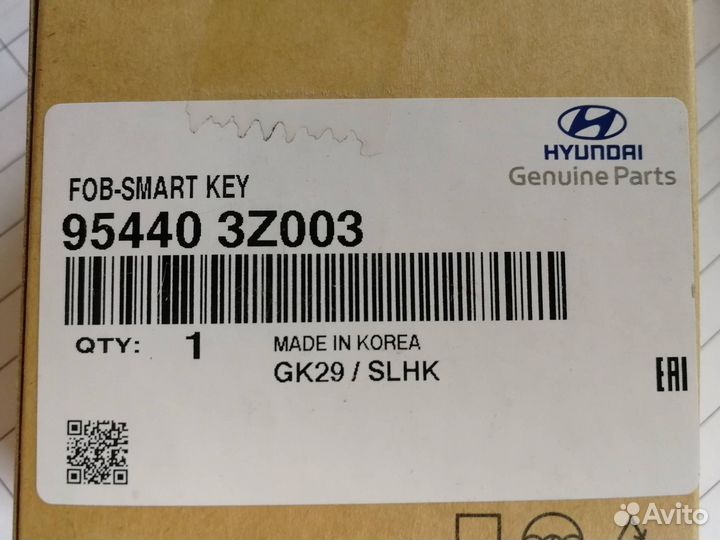 HYUNDAI
Genuine Parts
FOB-SMART KEY
95440 3Z003
QTY: 1 MADE IN KOREA
GK29 / SLHK
EAC
Avito